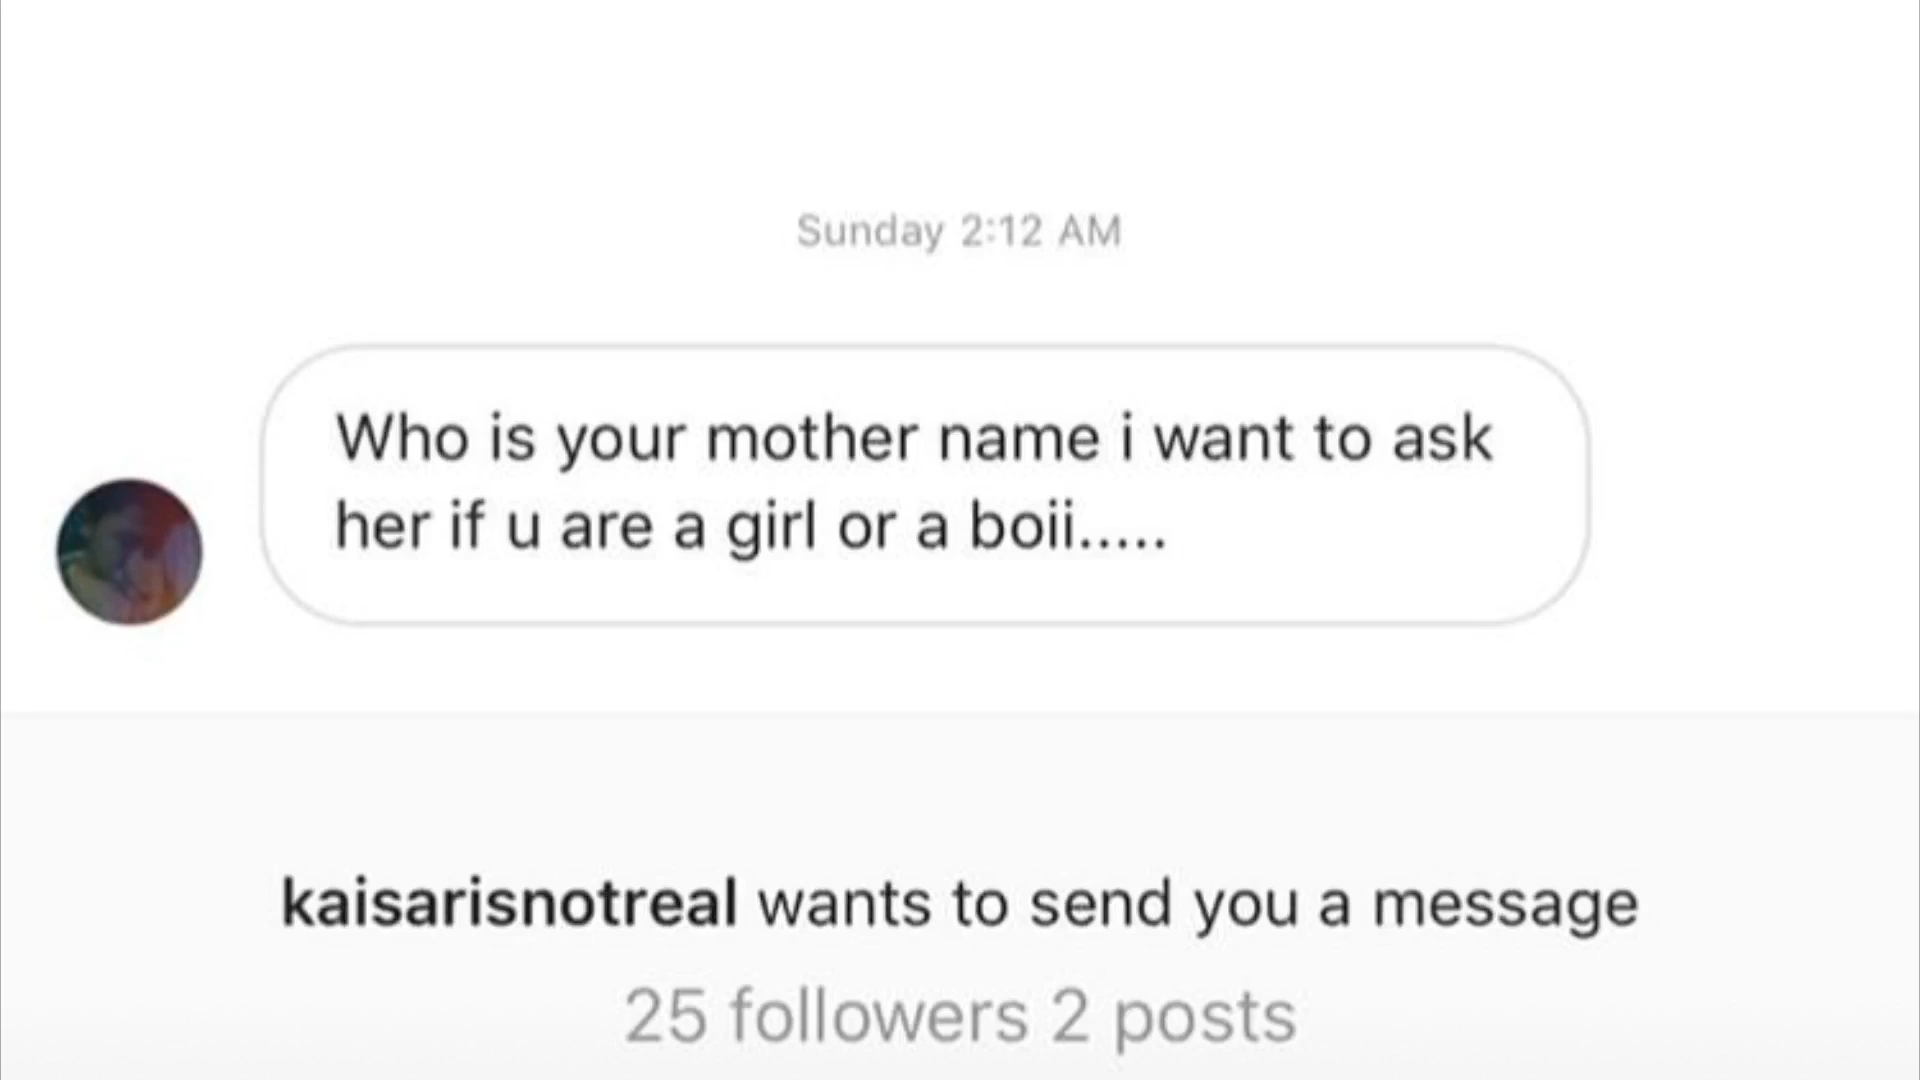 Sunday 2:12 AM
Who is your mother name i want to ask
her if u are a girl or a boii.....
kaisarisnotreal wants to send you a message
25 followers 2 posts